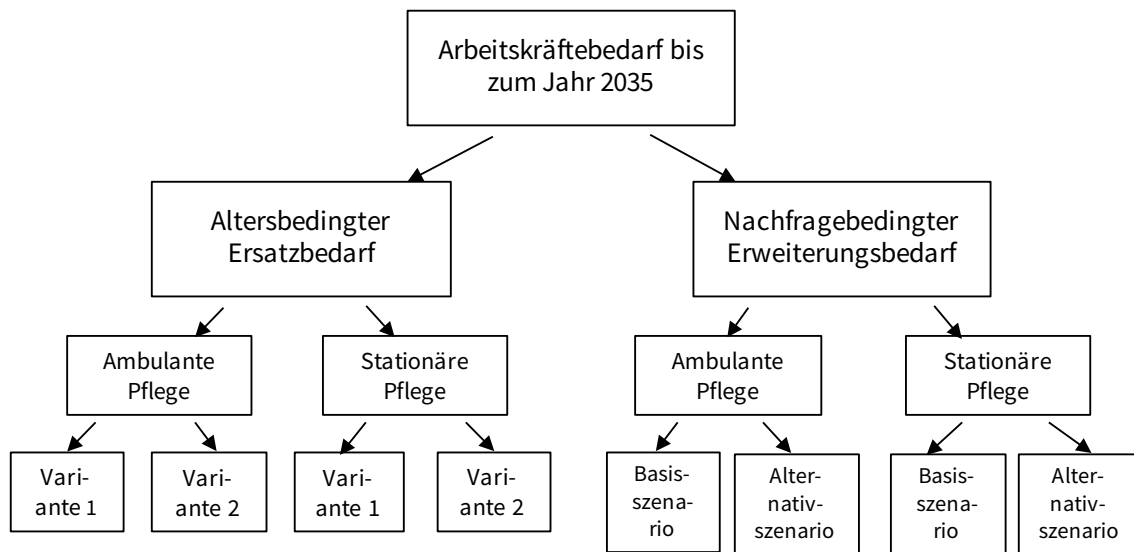 Arbeitskräftebedarf bis
zum Jahr 2035
Altersbedingter
Ersatzbedarf
Nachfragebedingter
Erweiterungsbedarf
Ambulante
Pflege
Stationäre
Pflege
Ambulante
Pflege
Stationäre
Pflege
Vari-
ante 1
Vari-
ante 2
Vari-
ante 1
Vari-
ante 2
Basis-
szena-
rio
Alter-
nativ-
szenario
Basis-
szena-
rio
Alter-
nativ-
szenario